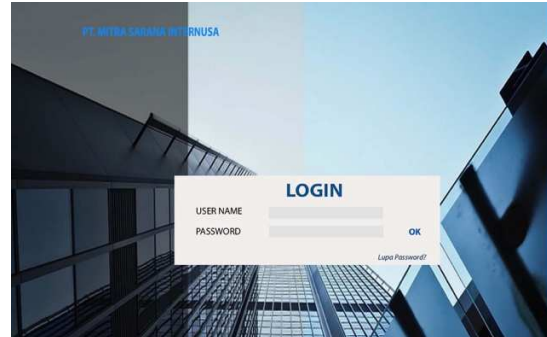 PT. MITRA SARANA INTERNUSA
LOGIN
USER NAME
PASSWORD
OK
Lupa Password?